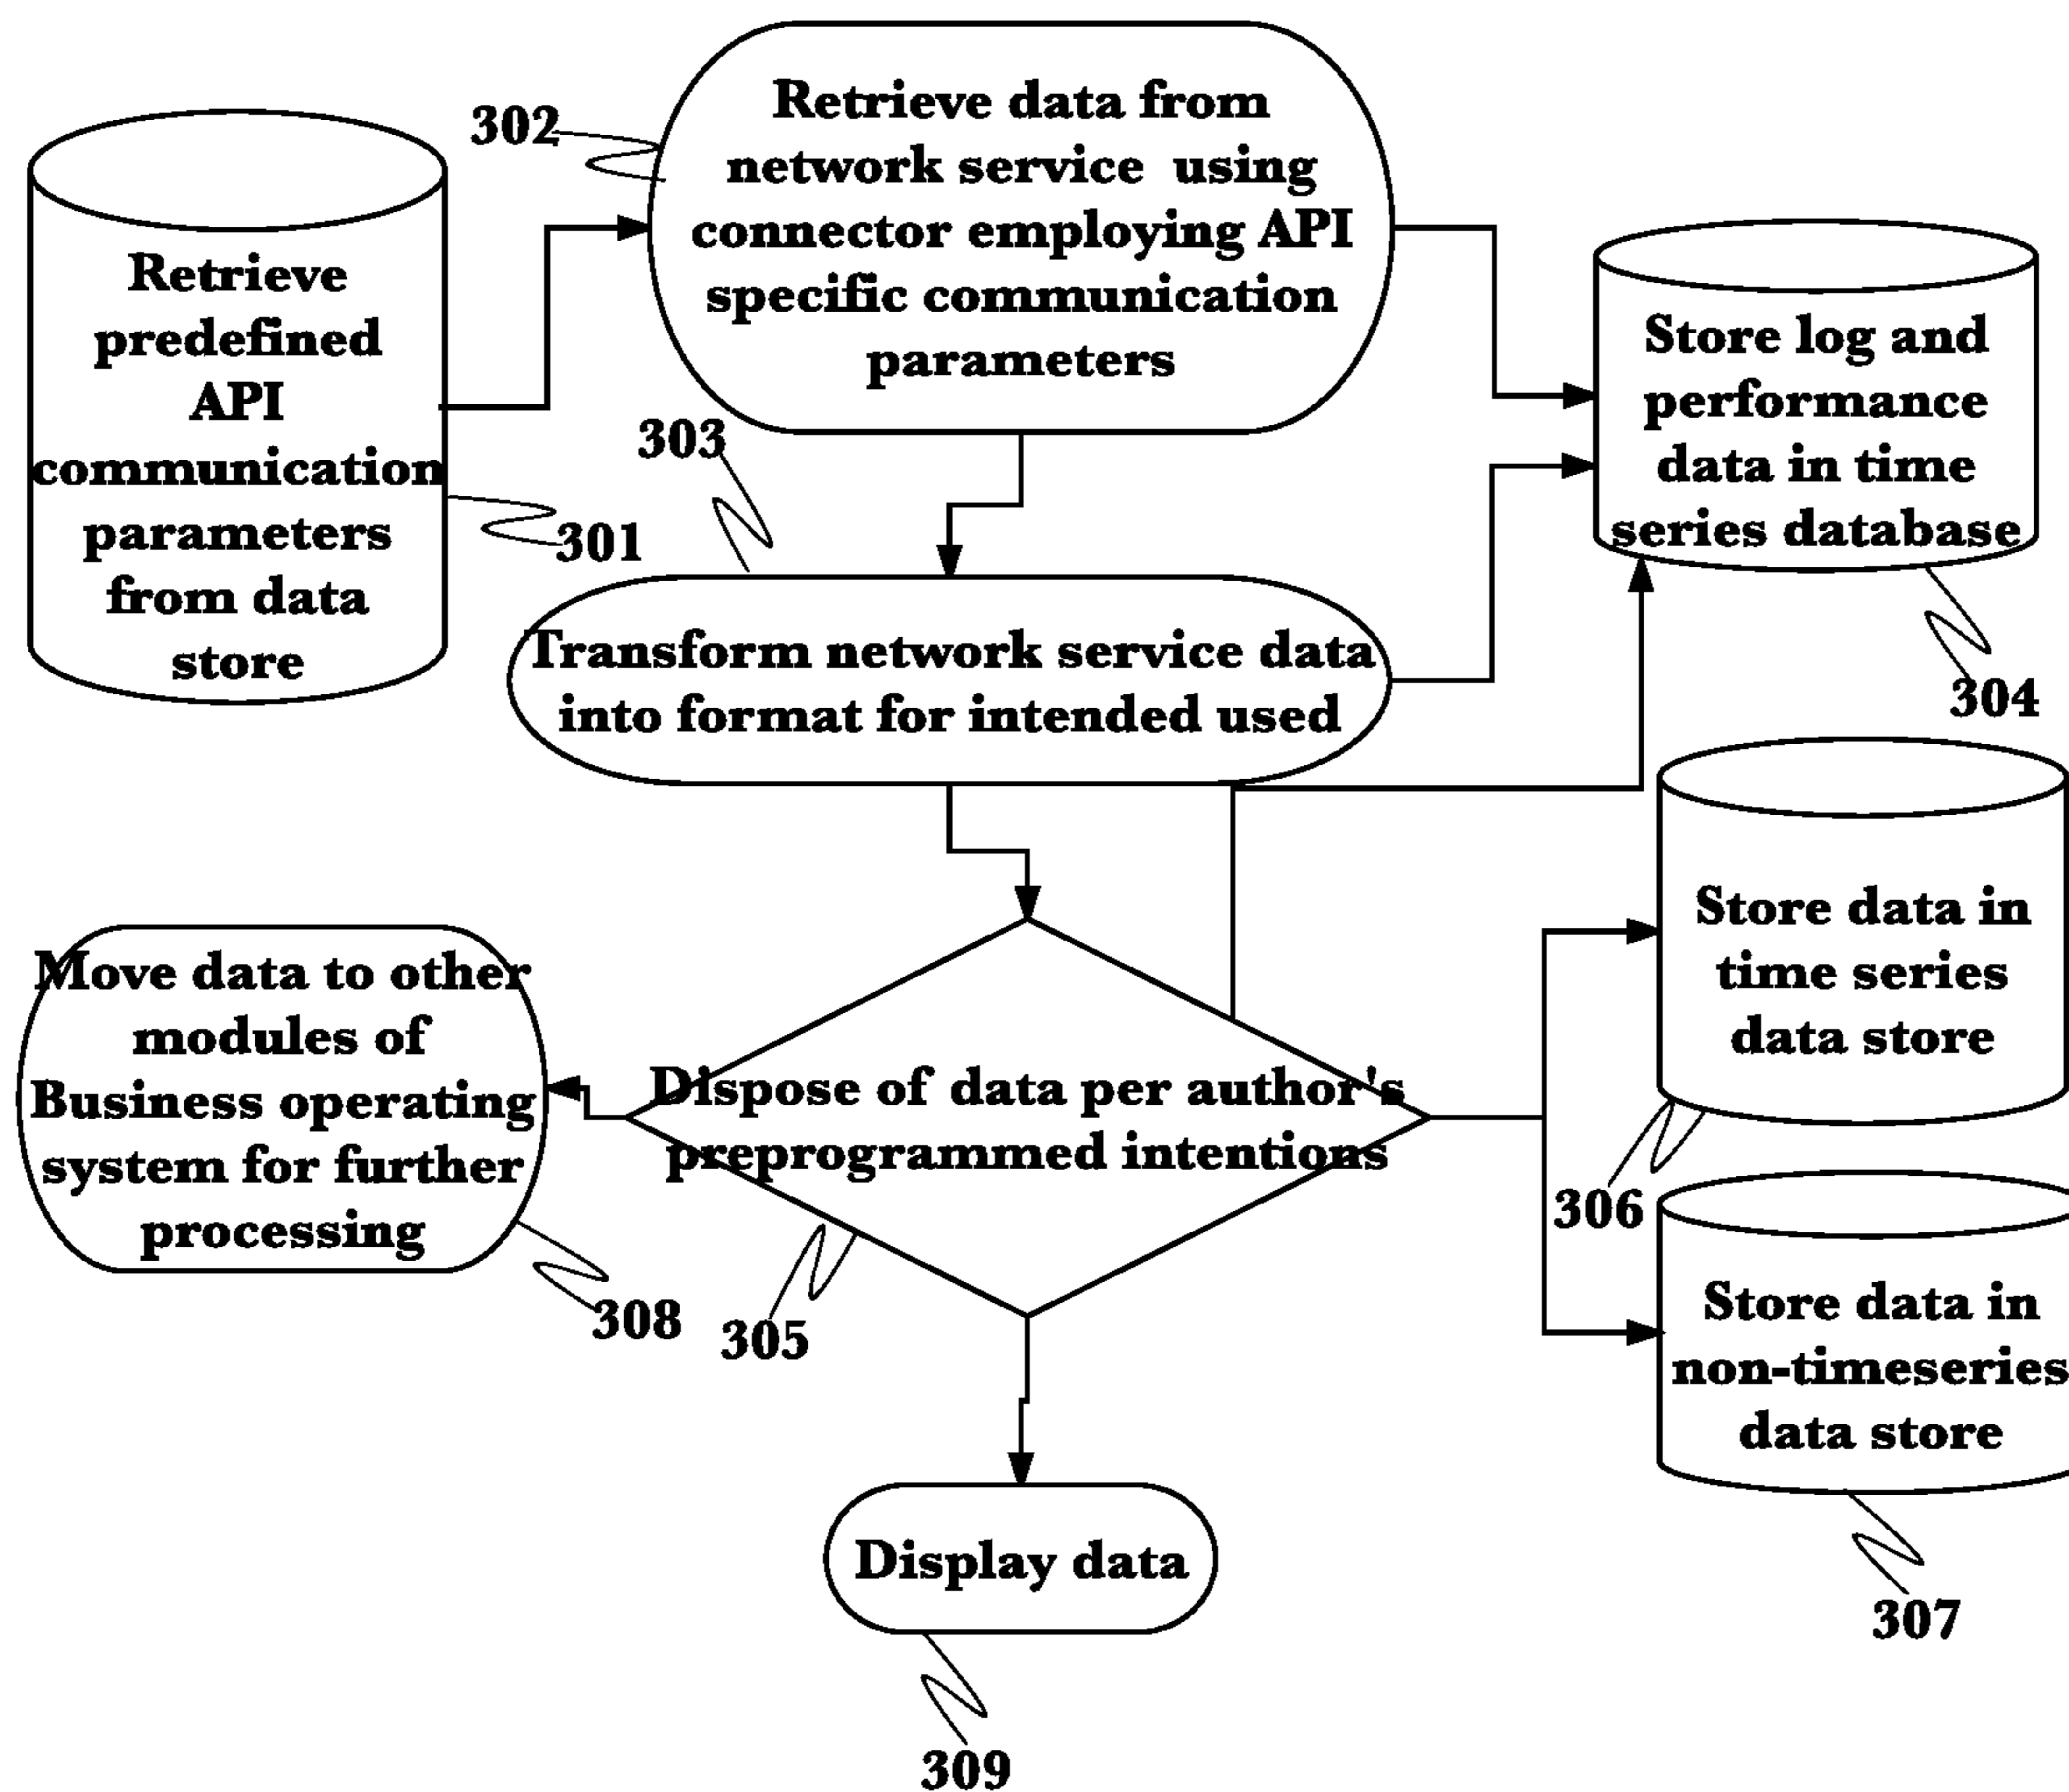 302
Retrieve data from
network service using
connector employing API
specific communication
parameters
Retrieve
predefined
API
communication
parameters
from data
store
301
303
Store log and
performance
data in time
series database
304
Transform network service data
into format for intended used
Move data to other
modules of
Business operating
system for further
processing
308
Dispose of data per author's
preprogrammed intentions
305
Store data in
time series
data store
306
Store data in
non-timeseries
data store
307
Display data
309